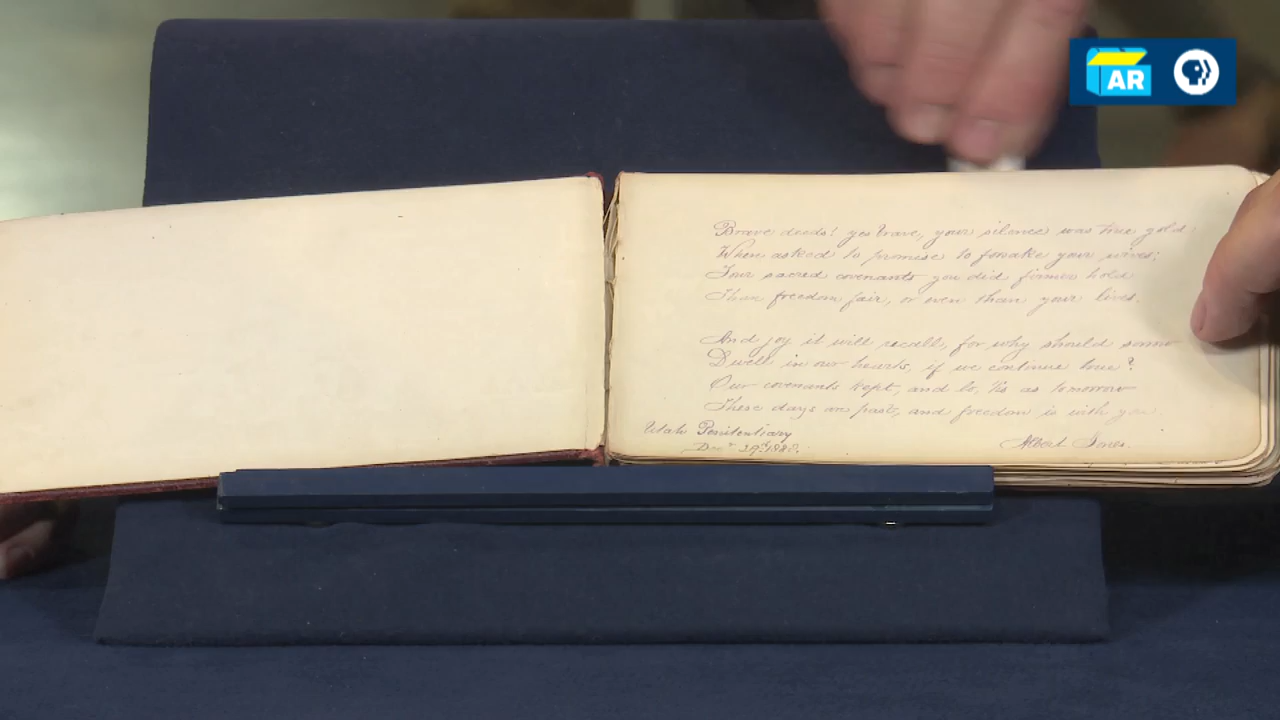 AR
Brave deeds! yes brave, your silence was true gold;
When asked to promise to forsake your wives;
Your sacred covenants you did firmer hold
Than freedom fair, or even than your lives.
And joy it will recall, for why should sorrow
Dwell in our hearts, if we continue true?
Our covenants kept, and lo, 'tis as tomorrow
These days are past, and freedom is with you.
Utah Penitentiary
Albert Jones.